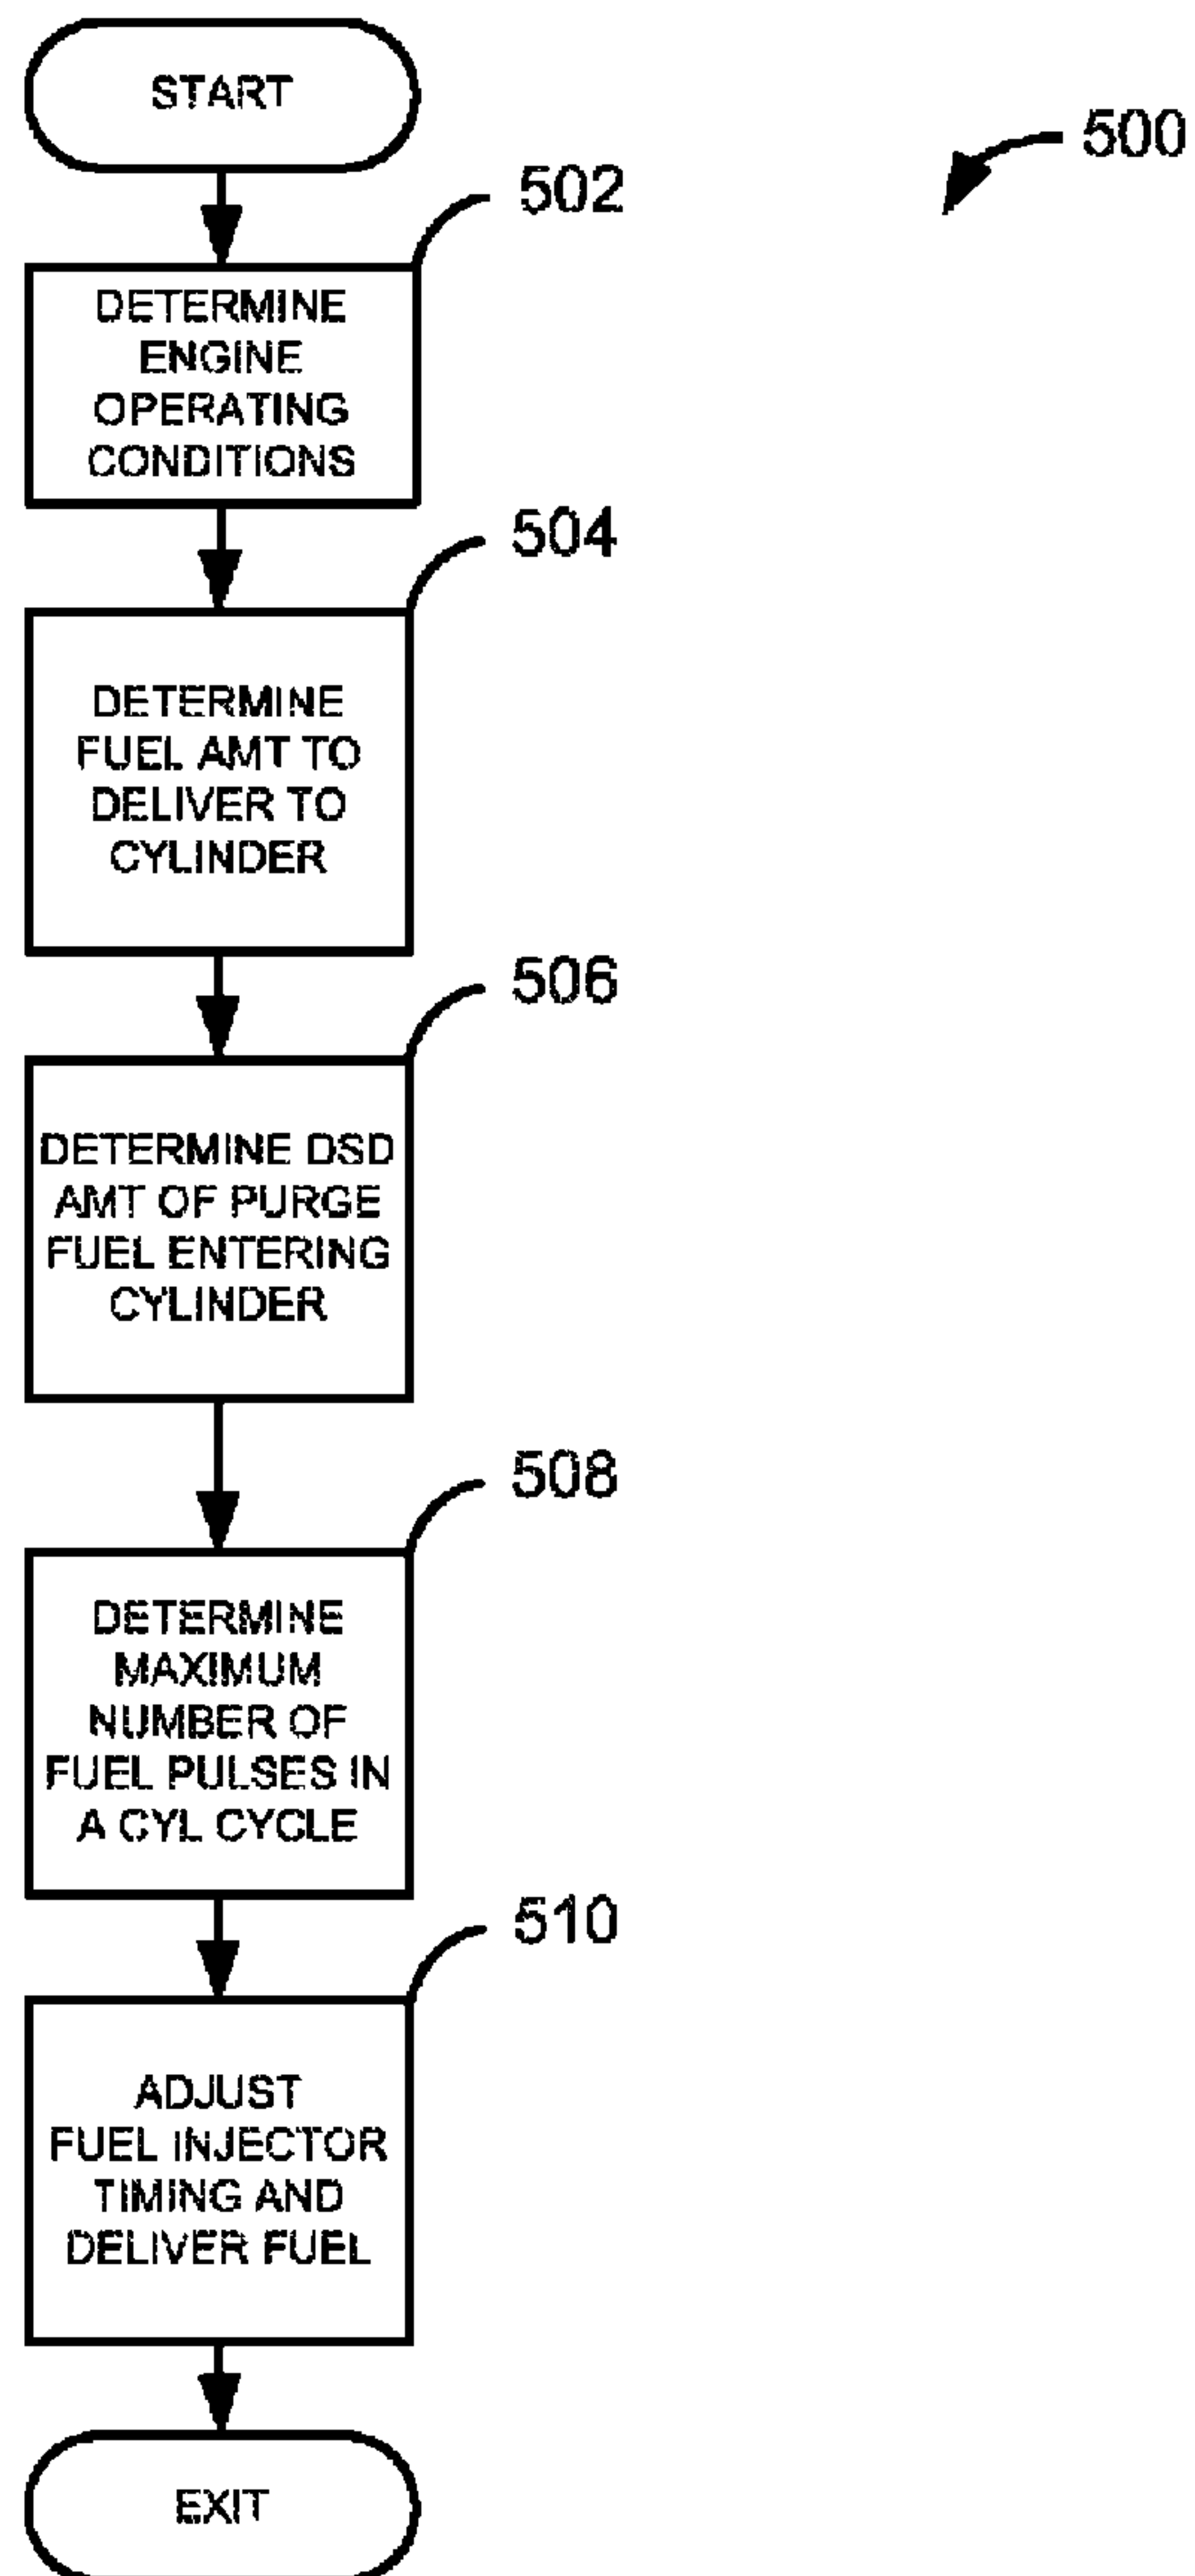 START
500
502
DETERMINE
ENGINE
OPERATING
CONDITIONS
504
DETERMINE
FUEL AMT TO
DELIVER TO
CYLINDER
506
DETERMINE DSD
AMT OF PURGE
FUEL ENTERING
CYLINDER
508
DETERMINE
MAXIMUM
NUMBER OF
FUEL PULSES IN
A CYL CYCLE
510
ADJUST
FUEL INJECTOR
TIMING AND
DELIVER FUEL
EXIT